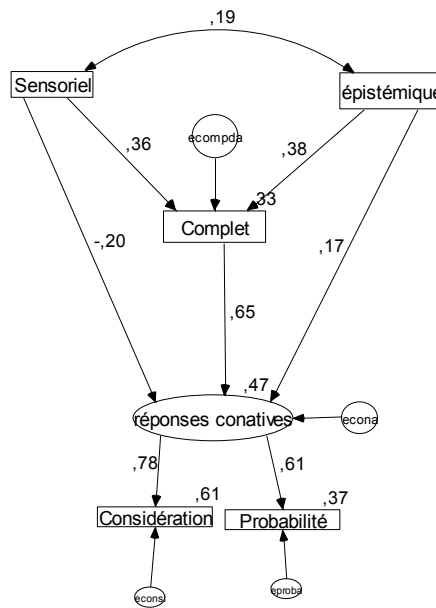 ,19
Sensoriel
épistémique
ecompda
,36
,38
,33
Complet
-,20
,17
,65
,47
réponses conatives
econa
,78
,61
,61
,37
Considération
Probabilité
econsi
eproba